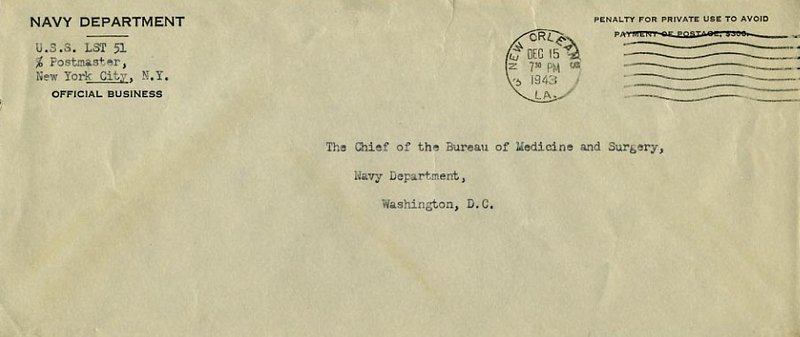 NAVY DEPARTMENT
U.S.S. LST 51
% Postmaster,
New York City, N.Y.
OFFICIAL BUSINESS
NEW ORLEANS
DEC 15
7 30 PM
1943
LA.
3
PENALTY FOR PRIVATE USE TO AVOID
PAYMENT OF POSTAGE, $300.
The Chief of the Bureau of Medicine and Surgery,
Navy Department,
Washington, D.C.